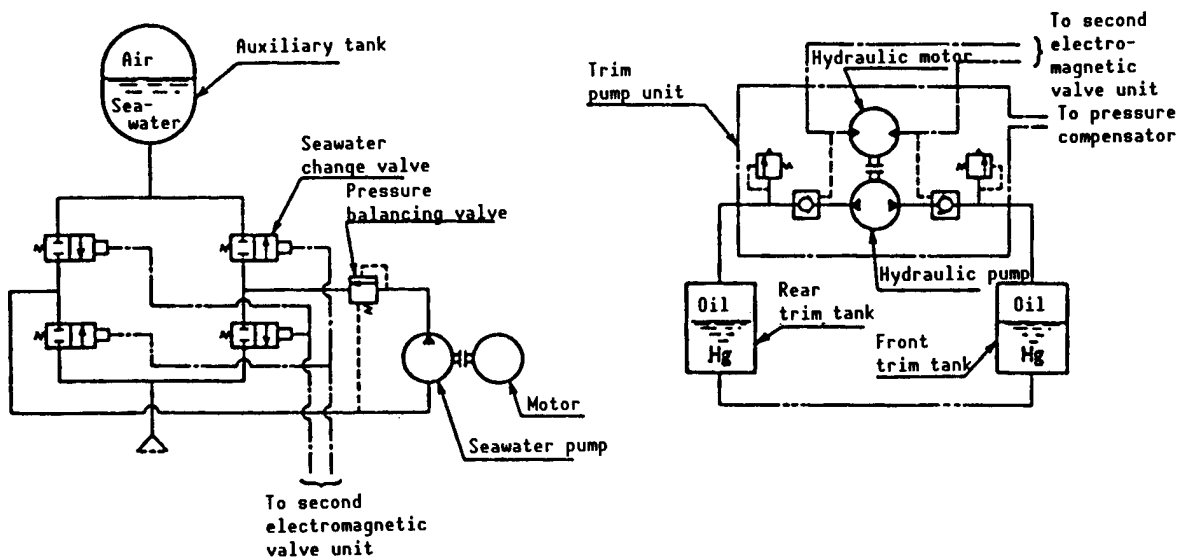 Auxiliary tank
Air
Sea-
water
Seawater
change valve
Pressure
balancing valve
Motor
Seawater pump
To second
electromagnetic
valve unit
To second
electro-
magnetic
valve unit
Hydraulic motor
Trim
pump unit
To pressure
compensator
Hydraulic pump
Oil
Hg
Rear
trim tank
Front
trim tank
Oil
Hg